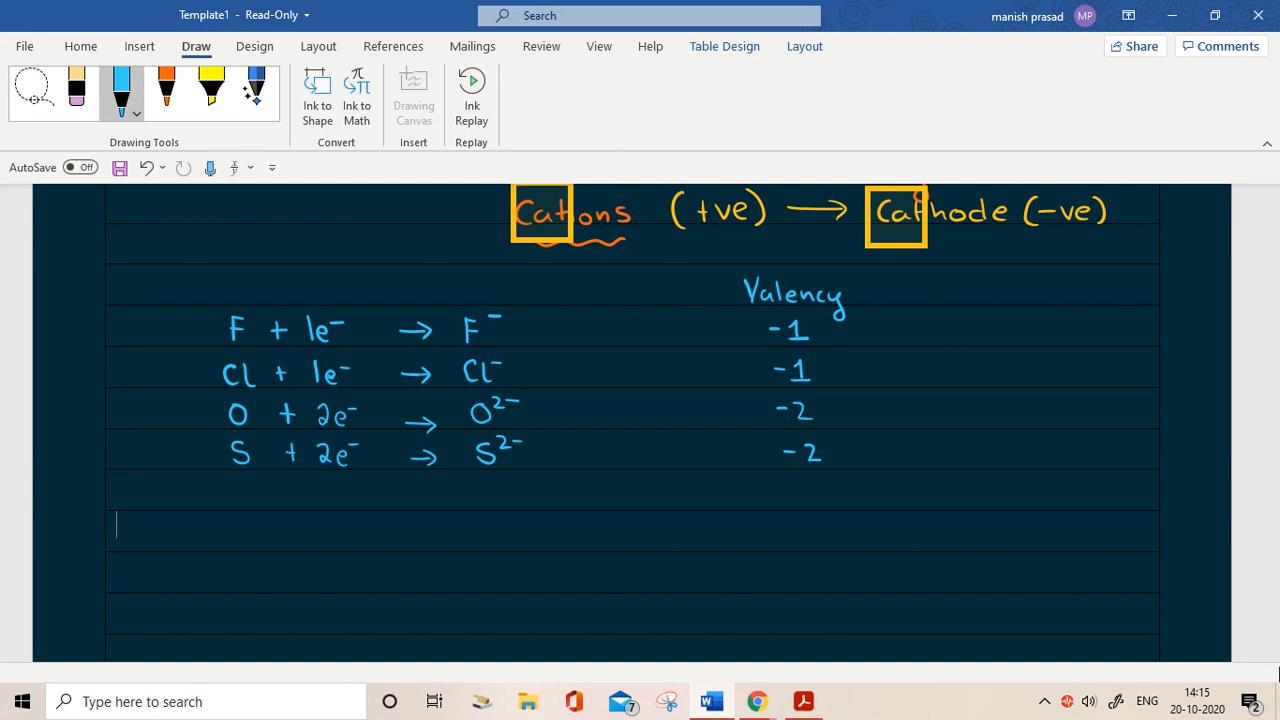 Template1 - Read-Only
Search
manish prasad MP
File Home Insert Draw Design Layout References Mailings Review View Help Table Design Layout Share Comments
Ink to Shape Ink to Math Drawing Canvas Ink Replay
Drawing Tools Convert Insert Replay
AutoSave Off
Cations (+ve) → Cathode (-ve)
Valency
F + 1e⁻ → F⁻ -1
Cl + 1e⁻ → Cl⁻ -1
O + 2e⁻ → O²⁻ -2
S + 2e⁻ → S²⁻ -2
Type here to search
7
ENG
14:15
20-10-2020
2